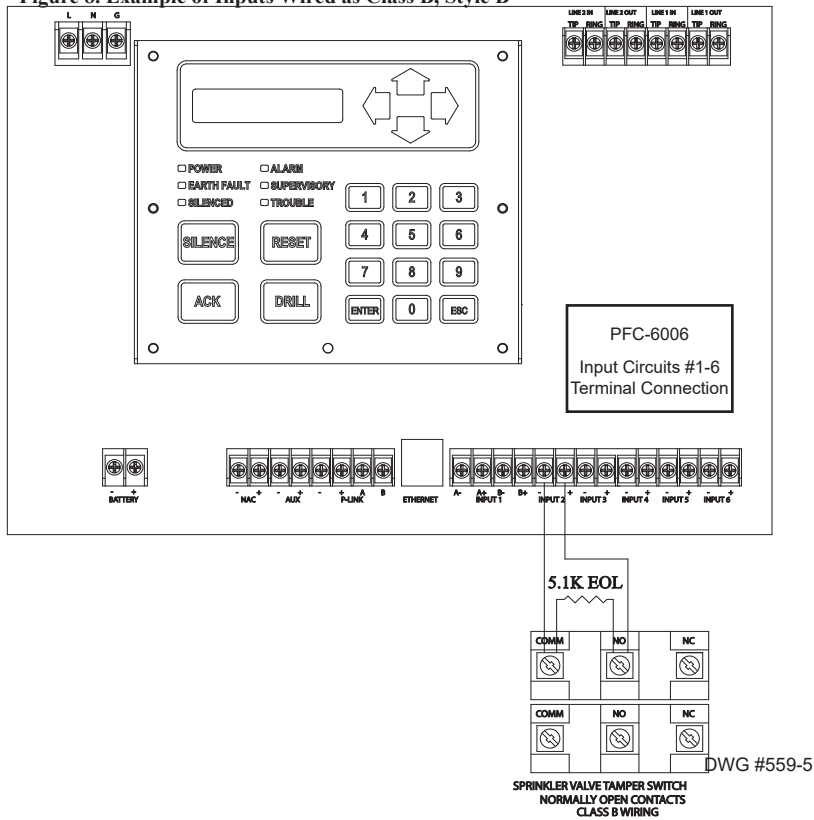 Figure 6. Example of Inputs Wired as Class B, Style B
L N G
LINE 2 IN LINE 2 OUT LINE 1 IN LINE 1 OUT
TIP RING TIP RING TIP RING TIP RING
POWER ALARM
EARTH FAULT SUPERVISORY
SILENCED TROUBLE
1 2 3
SILENCE RESET 4 5 6
7 8 9
ACK DRILL ENTER 0 ESC
PFC-6006
Input Circuits #1-6
Terminal Connection
- + - + - + - + A B A- A+ B- B+ - + - + - + - + - +
BATTERY NAC AUX P-LINK ETHERNET INPUT 1 INPUT 2 INPUT 3 INPUT 4 INPUT 5 INPUT 6
5.1K EOL
COMM NO NC
COMM NO NC
DWG #559-5
SPRINKLER VALVE TAMPER SWITCH
NORMALLY OPEN CONTACTS
CLASS B WIRING